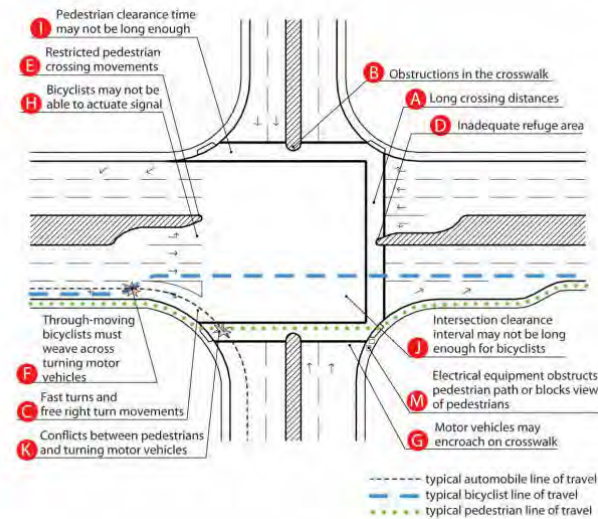 I Pedestrian clearance time
may not be long enough
E Restricted pedestrian
crossing movements
H Bicyclists may not be
able to actuate signal
B Obstructions in the crosswalk
A Long crossing distances
D Inadequate refuge area
Through-moving
bicyclists must
weave across
turning motor
F vehicles
C Fast turns and
free right turn movements
K Conflicts between pedestrians
and turning motor vehicles
Intersection clearance
interval may not be long
J enough for bicyclists
Electrical equipment obstructs
M pedestrian path or blocks view
of pedestrians
Motor vehicles may
G encroach on crosswalk
typical automobile line of travel
typical bicyclist line of travel
typical pedestrian line of travel